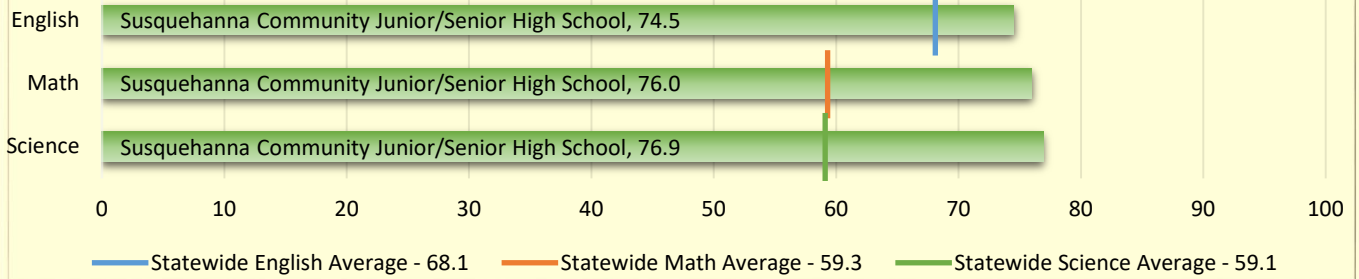 English
Susquehanna Community Junior/Senior High School, 74.5
Math
Susquehanna Community Junior/Senior High School, 76.0
Science
Susquehanna Community Junior/Senior High School, 76.9
0 10 20 30 40 50 60 70 80 90 100
Statewide English Average - 68.1 Statewide Math Average - 59.3 Statewide Science Average - 59.1